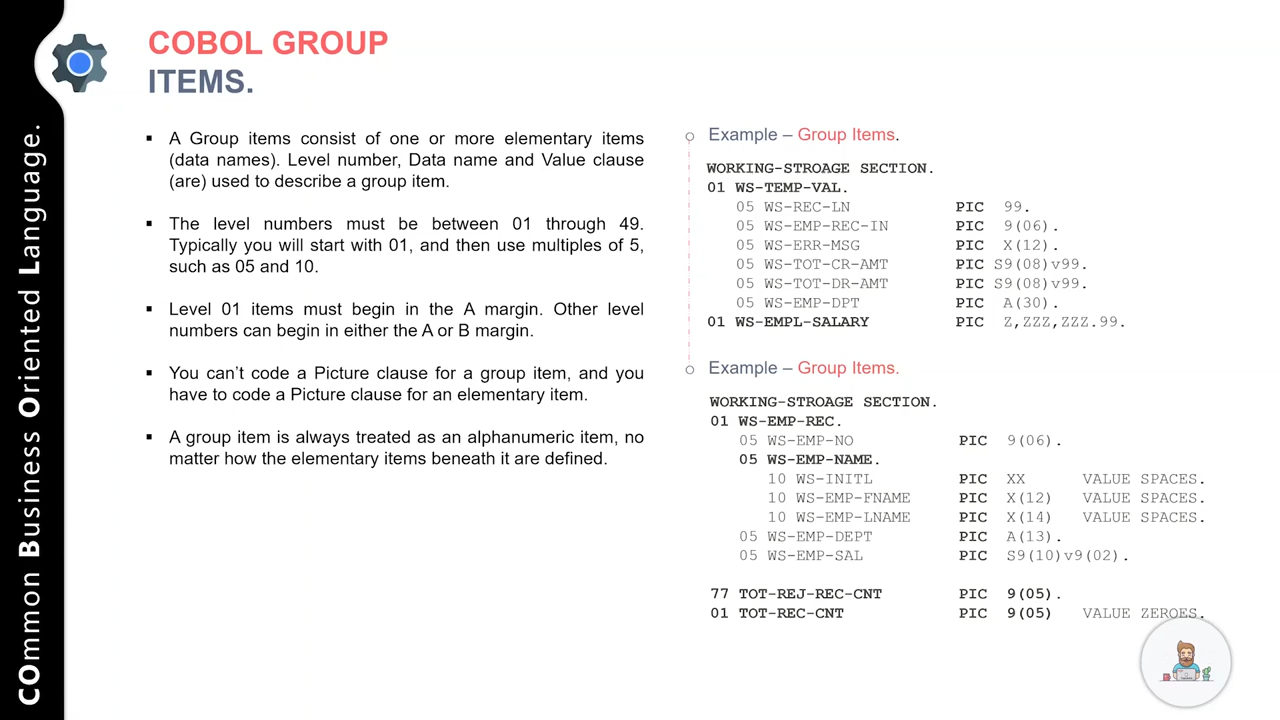 COmmon Business Oriented Language.
COBOL GROUP
ITEMS.
▪ A Group items consist of one or more elementary items
(data names). Level number, Data name and Value clause
(are) used to describe a group item.
▪ The level numbers must be between 01 through 49.
Typically you will start with 01, and then use multiples of 5,
such as 05 and 10.
▪ Level 01 items must begin in the A margin. Other level
numbers can begin in either the A or B margin.
▪ You can’t code a Picture clause for a group item, and you
have to code a Picture clause for an elementary item.
▪ A group item is always treated as an alphanumeric item, no
matter how the elementary items beneath it are defined.
Example – Group Items.
WORKING-STROAGE SECTION.
01 WS-TEMP-VAL.
05 WS-REC-LN PIC 99.
05 WS-EMP-REC-IN PIC 9(06).
05 WS-ERR-MSG PIC X(12).
05 WS-TOT-CR-AMT PIC S9(08)v99.
05 WS-TOT-DR-AMT PIC S9(08)v99.
05 WS-EMP-DPT PIC A(30).
01 WS-EMPL-SALARY PIC Z,ZZZ,ZZZ.99.
Example – Group Items.
WORKING-STROAGE SECTION.
01 WS-EMP-REC.
05 WS-EMP-NO PIC 9(06).
05 WS-EMP-NAME.
10 WS-INITL PIC XX VALUE SPACES.
10 WS-EMP-FNAME PIC X(12) VALUE SPACES.
10 WS-EMP-LNAME PIC X(14) VALUE SPACES.
05 WS-EMP-DEPT PIC A(13).
05 WS-EMP-SAL PIC S9(10)v9(02).
77 TOT-REJ-REC-CNT PIC 9(05).
01 TOT-REC-CNT PIC 9(05) VALUE ZEROES.